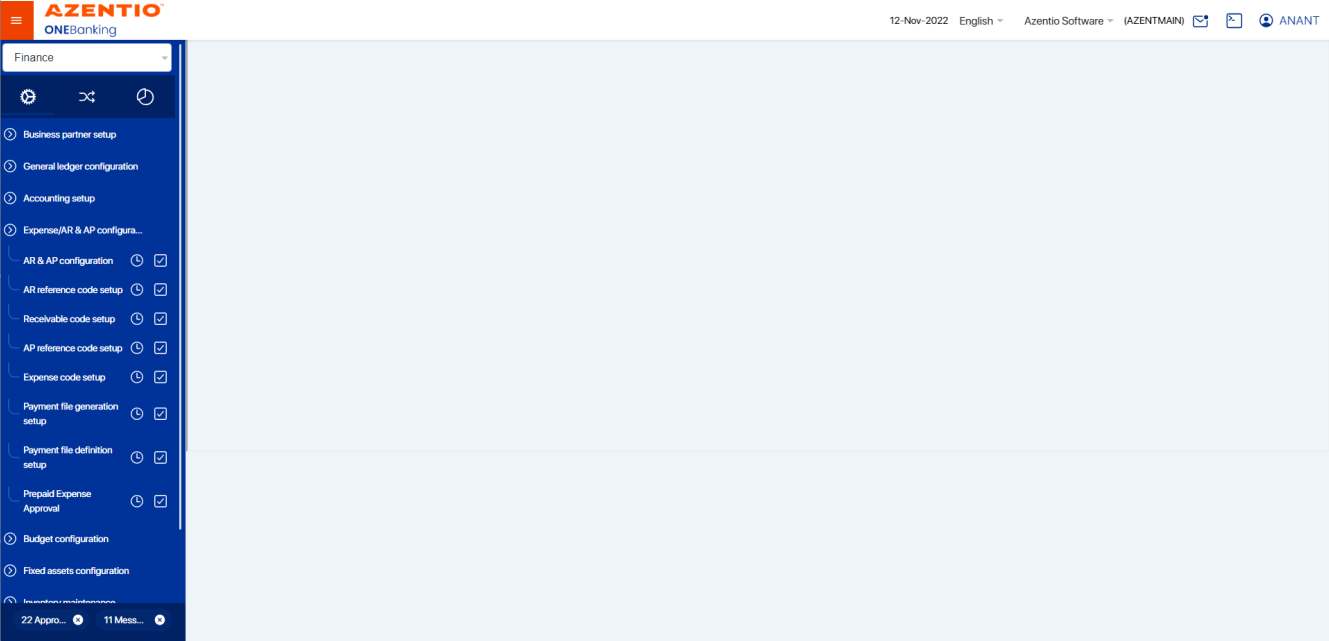 AZENTIO
ONEBanking
12-Nov-2022 English Azentio Software (AZENTMAIN) ANANT
Finance
Business partner setup
General ledger configuration
Accounting setup
Expense/AR & AP configura...
AR & AP configuration
AR reference code setup
Receivable code setup
AP reference code setup
Expense code setup
Payment file generation
setup
Payment file definition
setup
Prepaid Expense
Approval
Budget configuration
Fixed assets configuration
Inventory maintenance
22 Appro... 11 Mess...